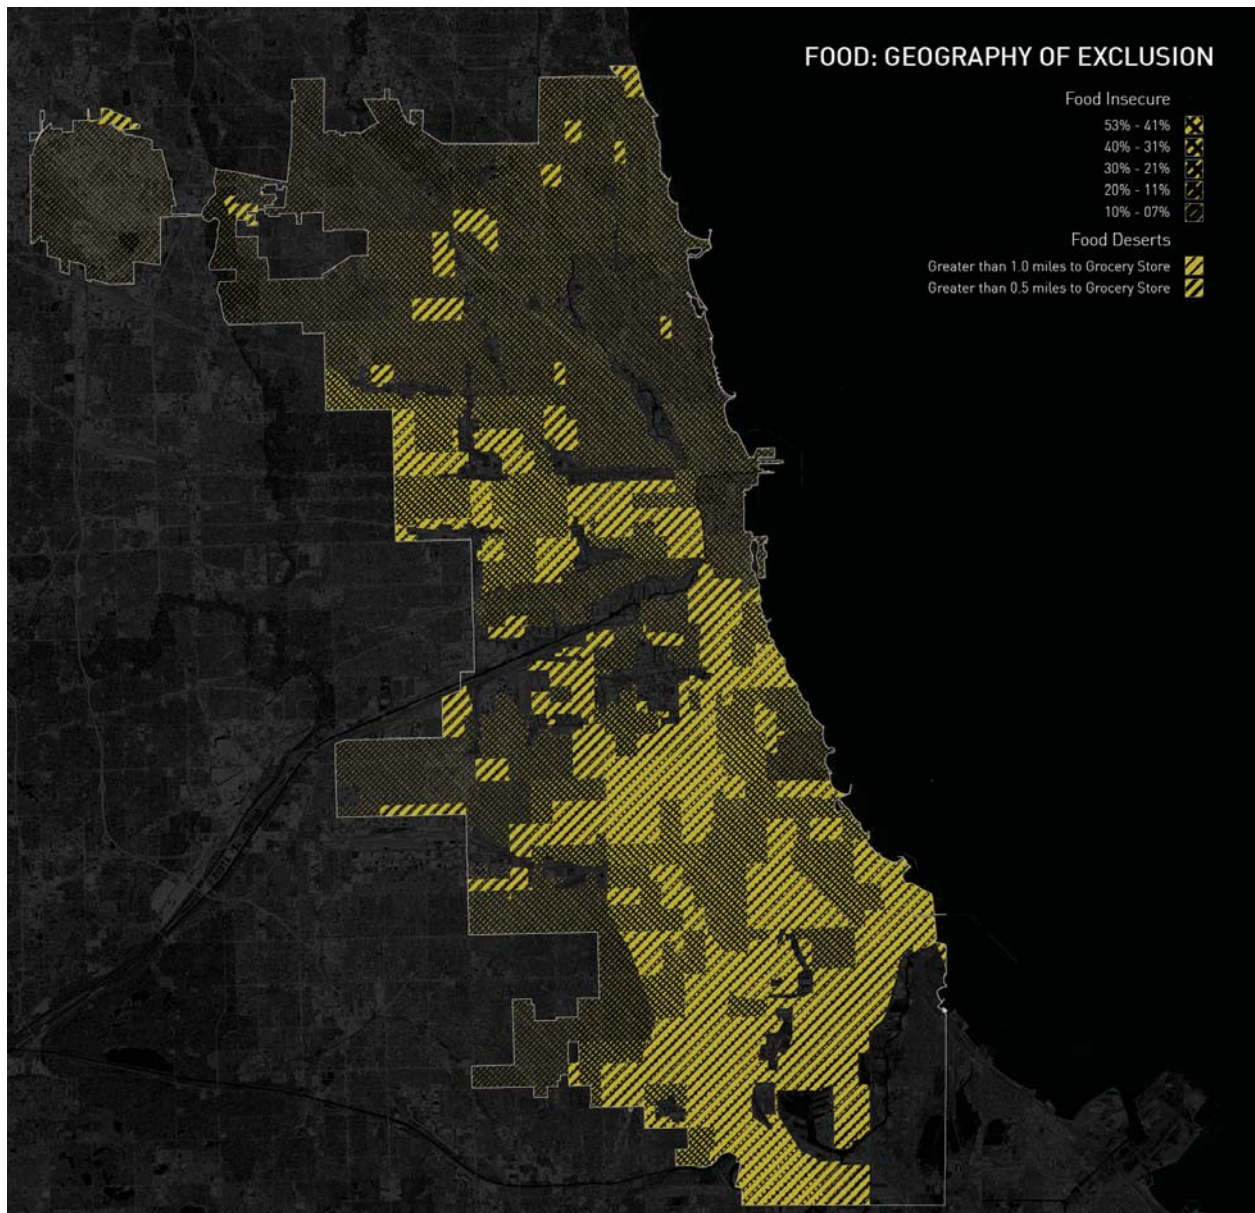 FOOD: GEOGRAPHY OF EXCLUSION
Food Insecure
53% - 41%
40% - 31%
30% - 21%
20% - 11%
10% - 07%
Food Deserts
Greater than 1.0 miles to Grocery Store
Greater than 0.5 miles to Grocery Store